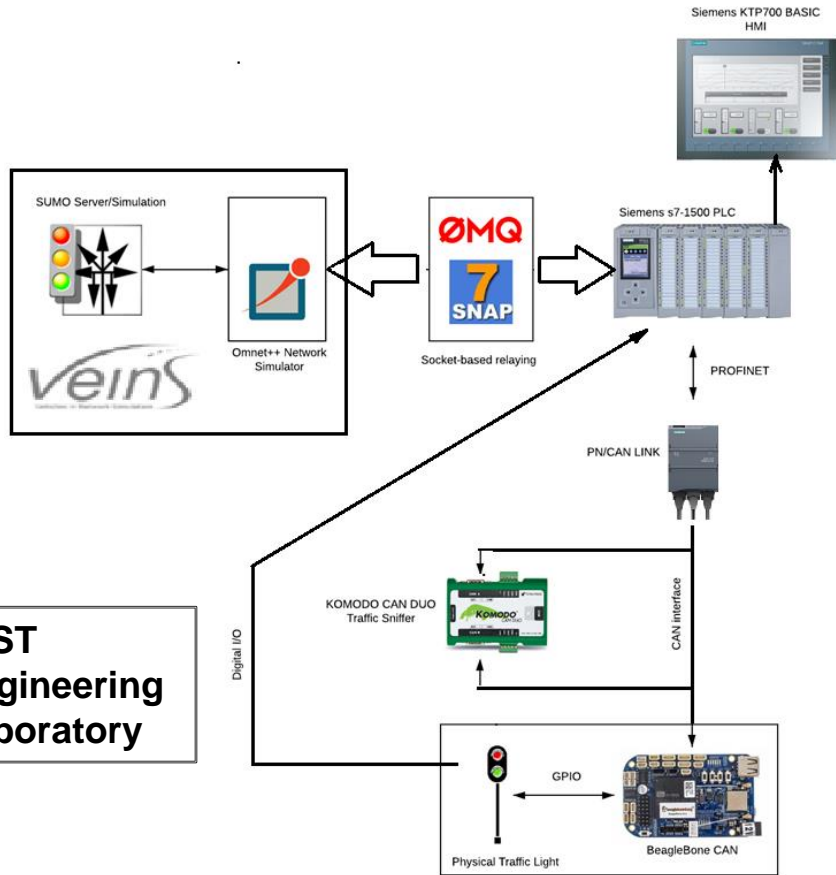 Siemens KTP700 BASIC
HMI
SUMO Server/Simulation
Omnet++ Network
Simulator
veins
ØMQ
7
SNAP
Socket-based relaying
Siemens s7-1500 PLC
PROFINET
PN/CAN LINK
KOMODO CAN DUO
Traffic Sniffer
KOMODO
CAN interface
Digital I/O
ST
gineering
boratory
GPIO
Physical Traffic Light
BeagleBone CAN